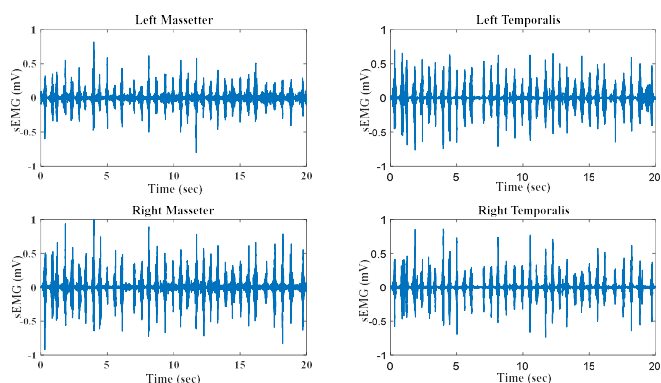 Left Massetter
1
0.5
0
-0.5
-1
sEMG (mV)
0 5 10 15 20
Time (sec)
Left Temporalis
1
0.5
0
-0.5
-1
sEMG (mV)
0 5 10 15 20
Time (sec)
Right Masseter
1
0.5
0
-0.5
-1
sEMG (mV)
0 5 10 15 20
Time (sec)
Right Temporalis
1
0.5
0
-0.5
-1
sEMG (mV)
0 5 10 15 20
Time (sec)